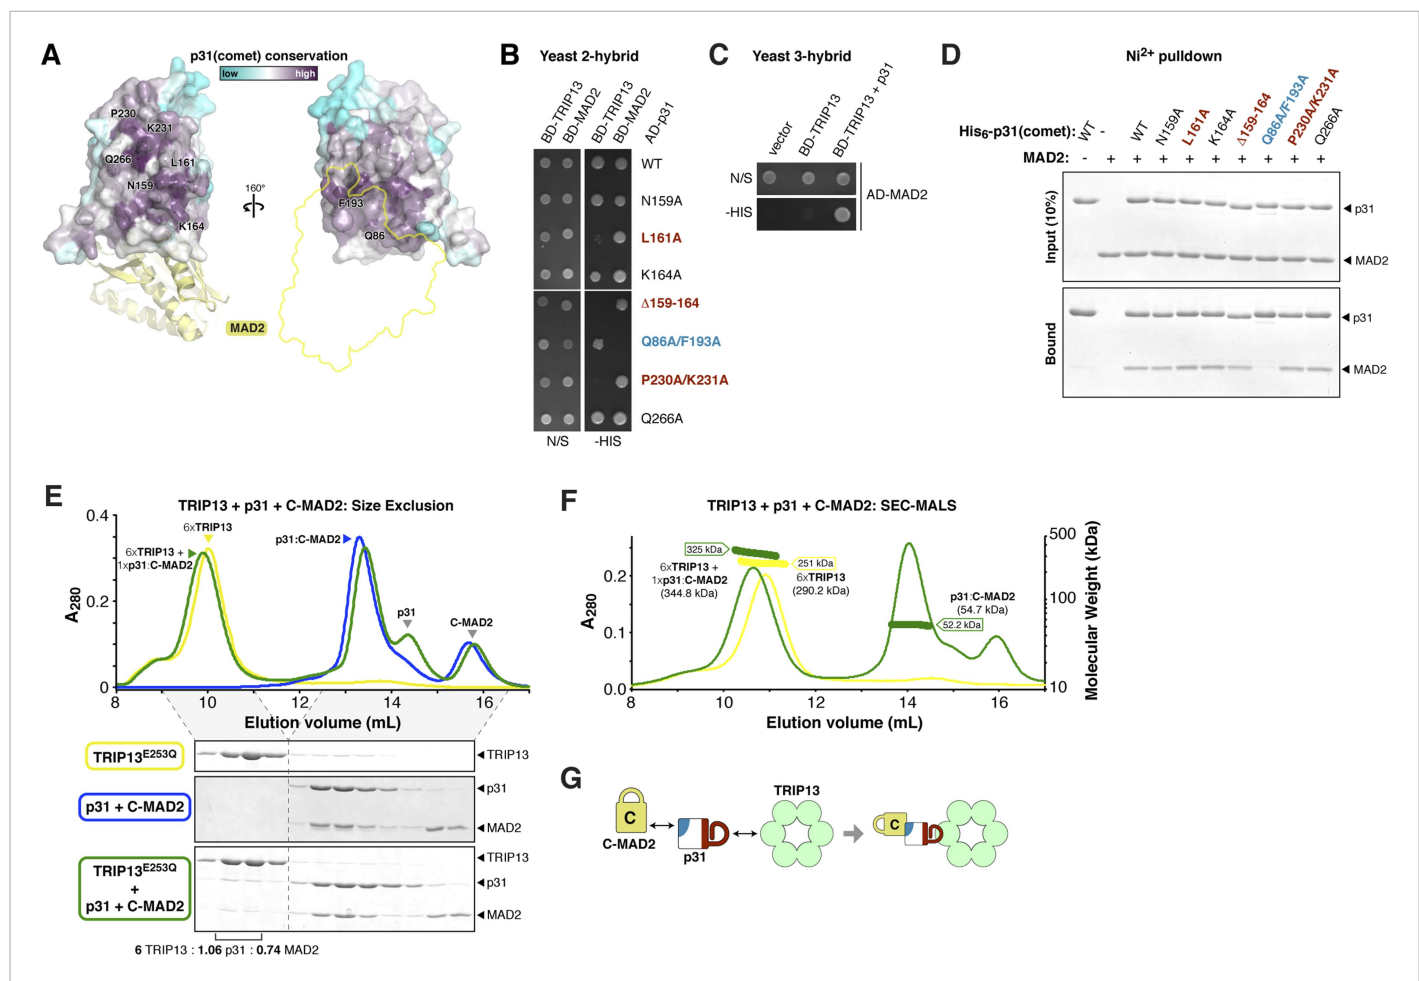 A
p31(comet) conservation
low
high
P230
K231
Q266
L161
N159
K164
160°
F193
Q86
MAD2
B
Yeast 2-hybrid
BD-TRIP13
BD-MAD2
BD-TRIP13
BD-MAD2
AD-p31
WT
N159A
L161A
K164A
Δ159-164
Q86A/F193A
P230A/K231A
Q266A
N/S
-HIS
C
Yeast 3-hybrid
vector
BD-TRIP13
BD-TRIP13 + p31
N/S
-HIS
AD-MAD2
D
Ni2+ pulldown
His6-p31(comet): WT - WT N159A L161A K164A Δ159-164 Q86A/F193A P230A/K231A Q266A
MAD2: - + + + + + + + + +
Input (10%)
p31
MAD2
Bound
p31
MAD2
E
TRIP13 + p31 + C-MAD2: Size Exclusion
0.4
0.2
0
A280
6xTRIP13
6xTRIP13 +
1xp31:C-MAD2
p31:C-MAD2
p31
C-MAD2
8 10 12 14 16
Elution volume (mL)
TRIP13E253Q
TRIP13
p31 + C-MAD2
p31
MAD2
TRIP13E253Q
+
p31 + C-MAD2
TRIP13
p31
MAD2
6 TRIP13 : 1.06 p31 : 0.74 MAD2
F
TRIP13 + p31 + C-MAD2: SEC-MALS
0.2
0.1
0.0
A280
325 kDa
6xTRIP13 +
1xp31:C-MAD2
(344.8 kDa)
251 kDa
6xTRIP13
(290.2 kDa)
p31:C-MAD2
(54.7 kDa)
52.2 kDa
500
100
10
Molecular Weight (kDa)
8 10 12 14 16
Elution volume (mL)
G
C
C-MAD2
p31
TRIP13
C